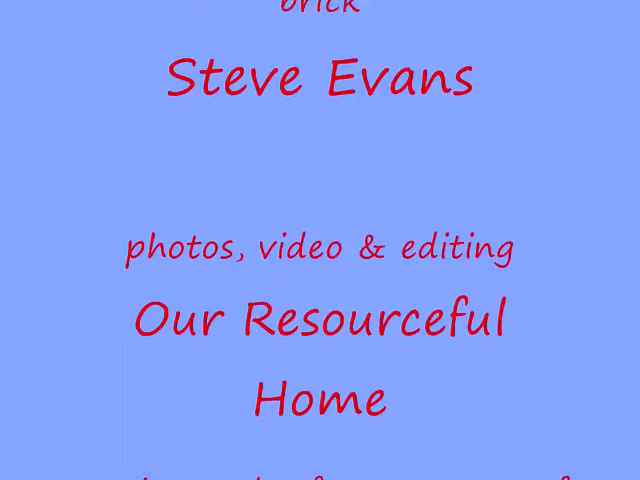 brick
Steve Evans
photos, video & editing
Our Resourceful
Home